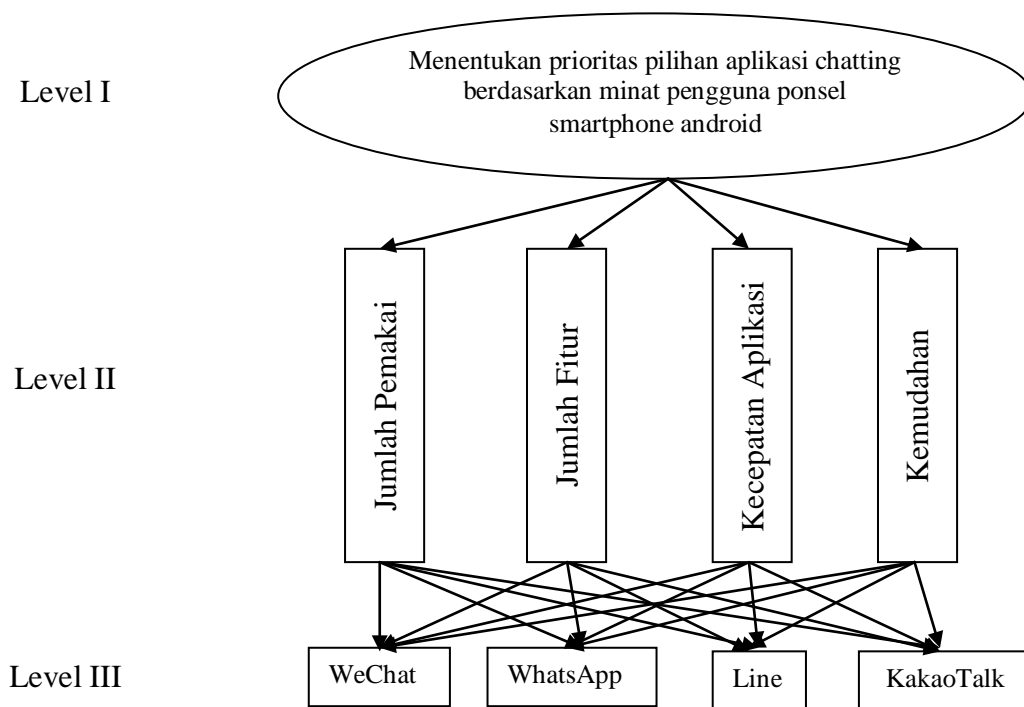 Level I
Menentukan prioritas pilihan aplikasi chatting
berdasarkan minat pengguna ponsel
smartphone android
Level II
Jumlah Pemakai
Jumlah Fitur
Kecepatan Aplikasi
Kemudahan
Level III
WeChat
WhatsApp
Line
KakaoTalk